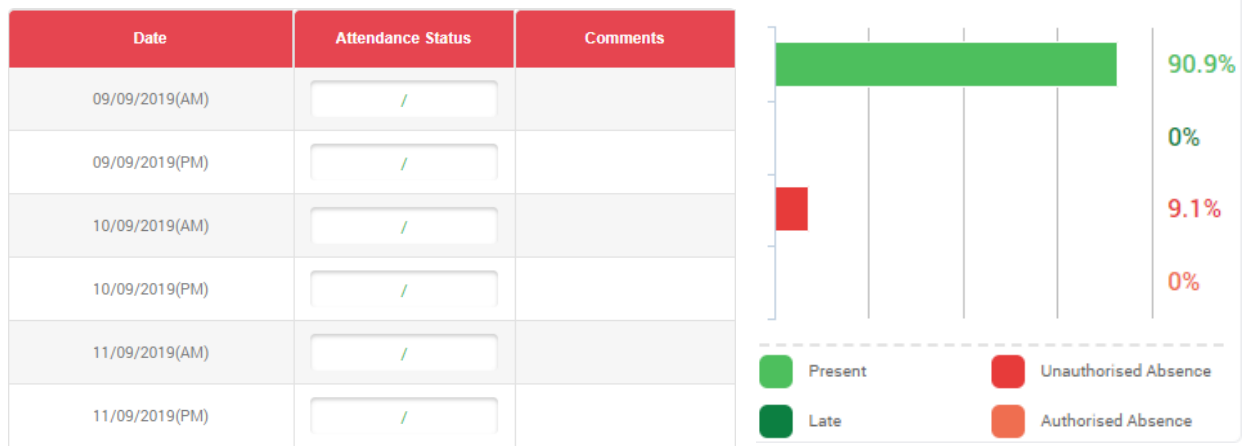 Date Attendance Status Comments
09/09/2019(AM) /
09/09/2019(PM) /
10/09/2019(AM) /
10/09/2019(PM) /
11/09/2019(AM) /
11/09/2019(PM) /
90.9%
0%
9.1%
0%
Present Unauthorised Absence
Late Authorised Absence